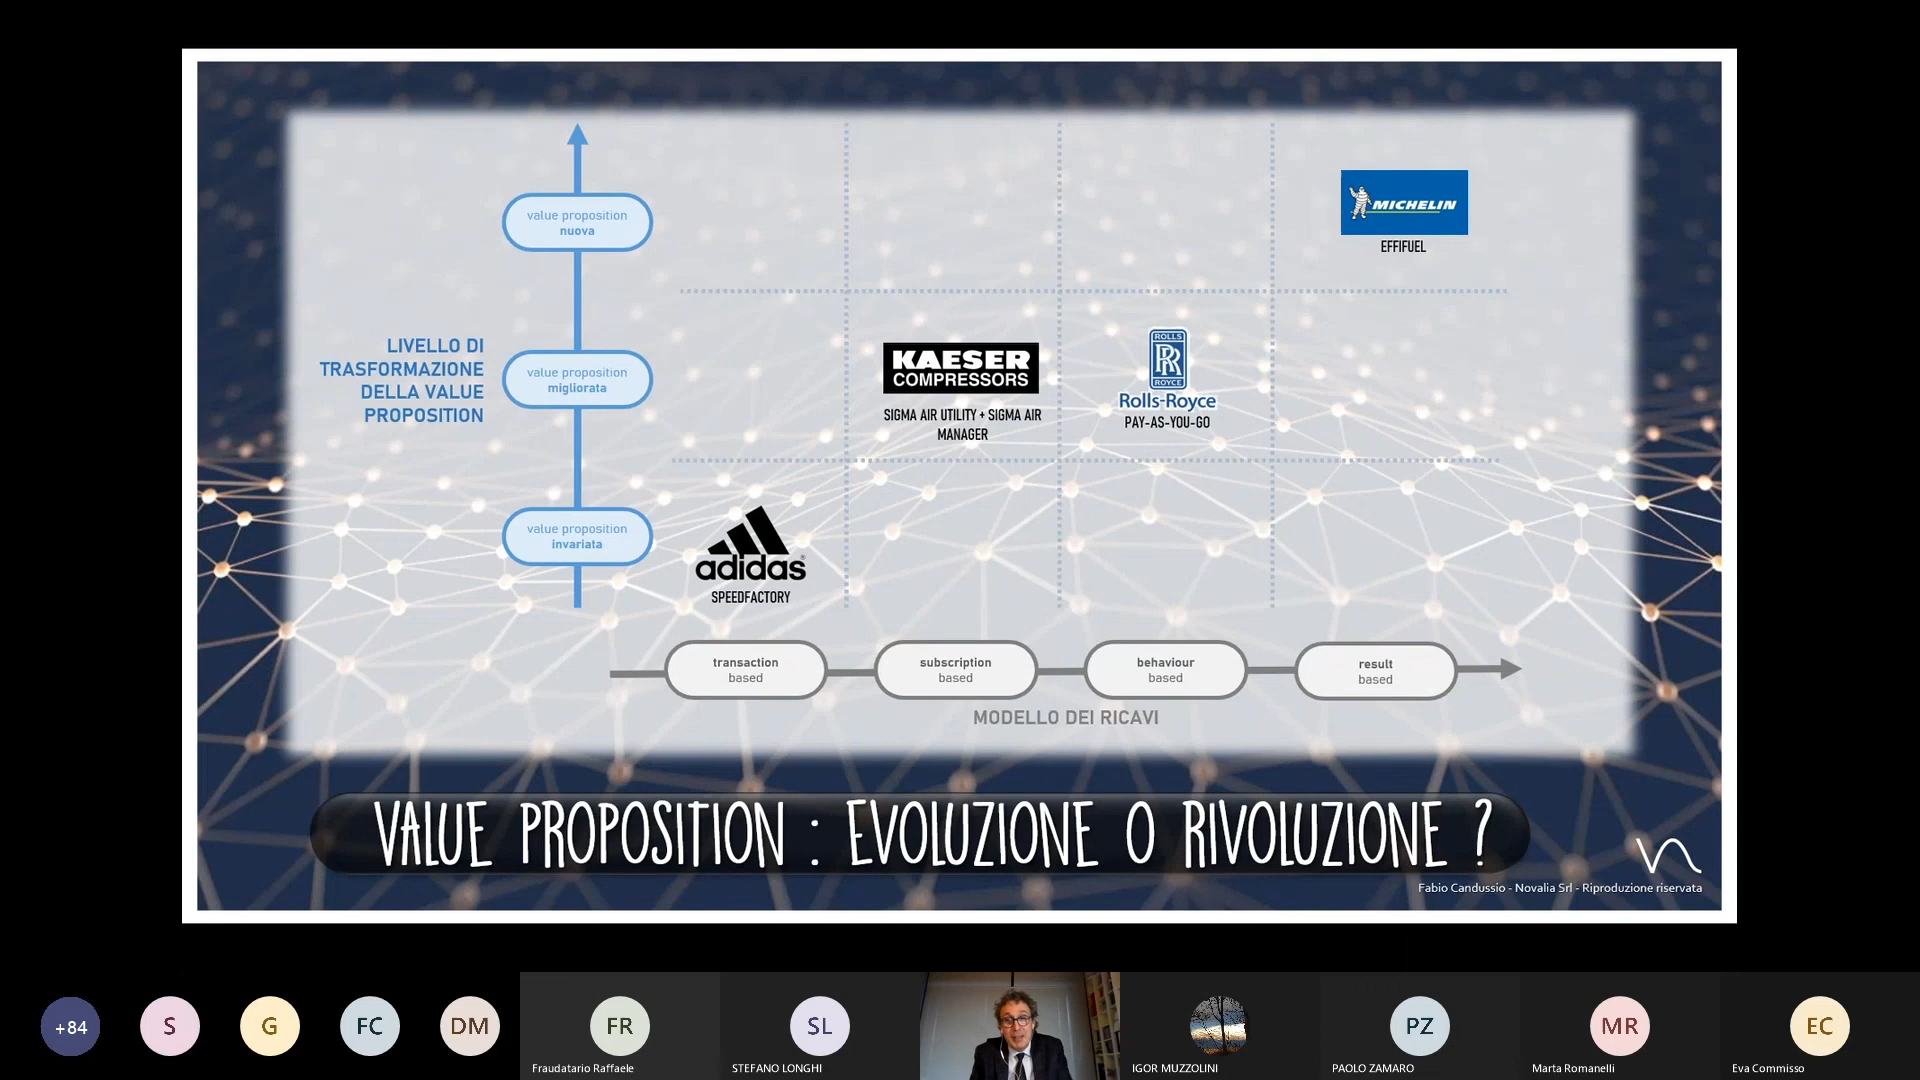 value proposition
nuova
MICHELIN
EFFIFUEL
LIVELLO DI
TRASFORMAZIONE
DELLA VALUE
PROPOSITION
value proposition
migliorata
KAESER
COMPRESSORS
SIGMA AIR UTILITY + SIGMA AIR
MANAGER
ROLLS
RR
ROYCE
Rolls-Royce
PAY-AS-YOU-GO
value proposition
invariata
adidas
SPEEDFACTORY
transaction
based
subscription
based
behaviour
based
result
based
MODELLO DEI RICAVI
VALUE PROPOSITION : EVOLUZIONE O RIVOLUZIONE ?
Fabio Candussio - Novalia Srl - Riproduzione riservata
+84
S
G
FC
DM
FR
SL
PZ
MR
EC
Fraudatario Raffaele
STEFANO LONGHI
IGOR MUZZOLINI
PAOLO ZAMARO
Marta Romanelli
Eva Commisso